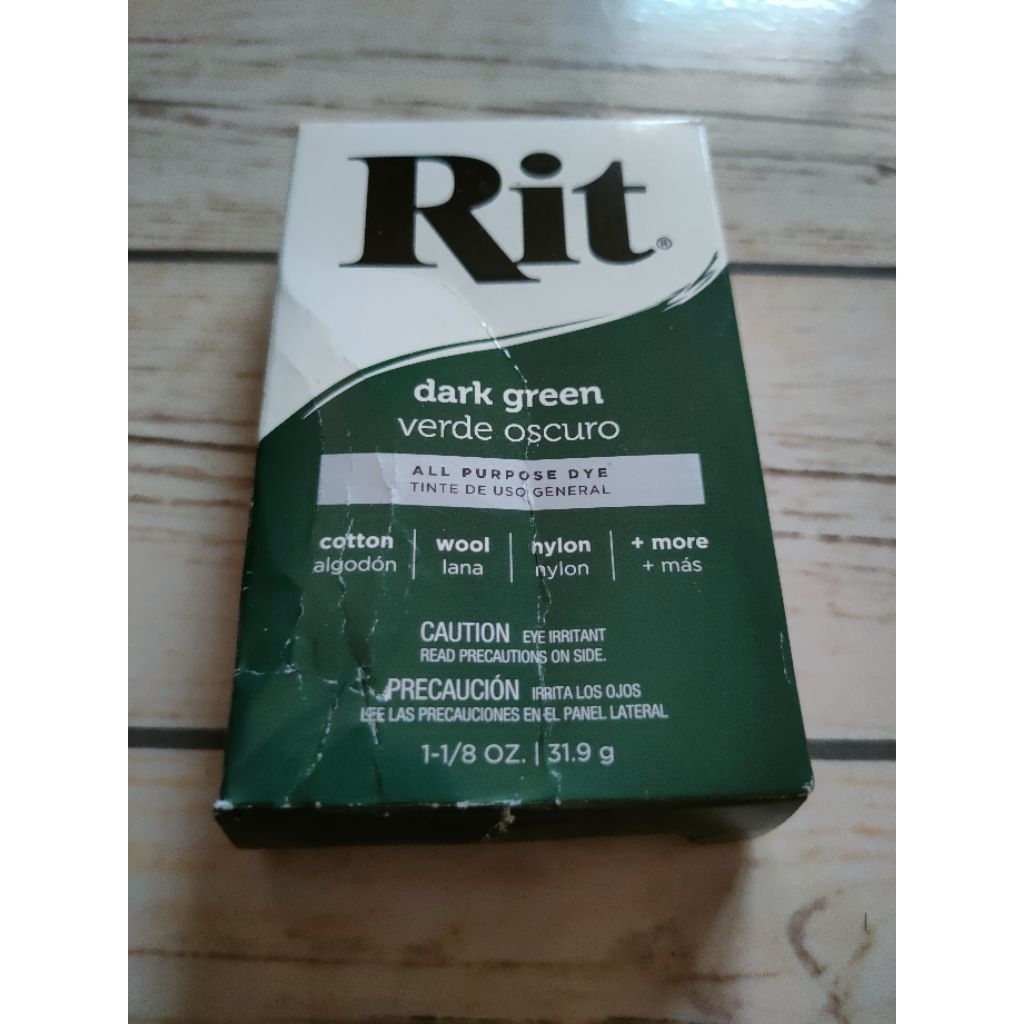 Rit®
dark green
verde oscuro
ALL PURPOSE DYE
TINTE DE USO GENERAL
cotton wool nylon + more
algodón lana nylon + más
CAUTION EYE IRRITANT
READ PRECAUTIONS ON SIDE.
PRECAUCIÓN IRRITA LOS OJOS
LEE LAS PRECAUCIONES EN EL PANEL LATERAL
1-1/8 OZ. | 31.9 g